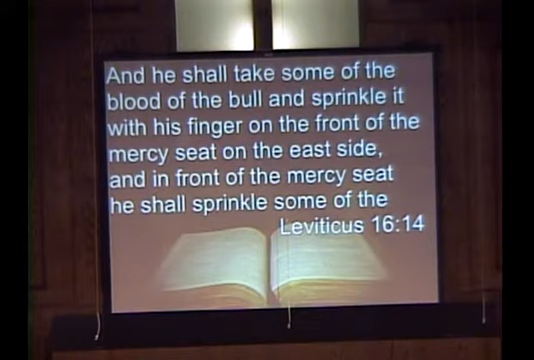 And he shall take some of the
blood of the bull and sprinkle it
with his finger on the front of the
mercy seat on the east side,
and in front of the mercy seat
he shall sprinkle some of the
Leviticus 16:14